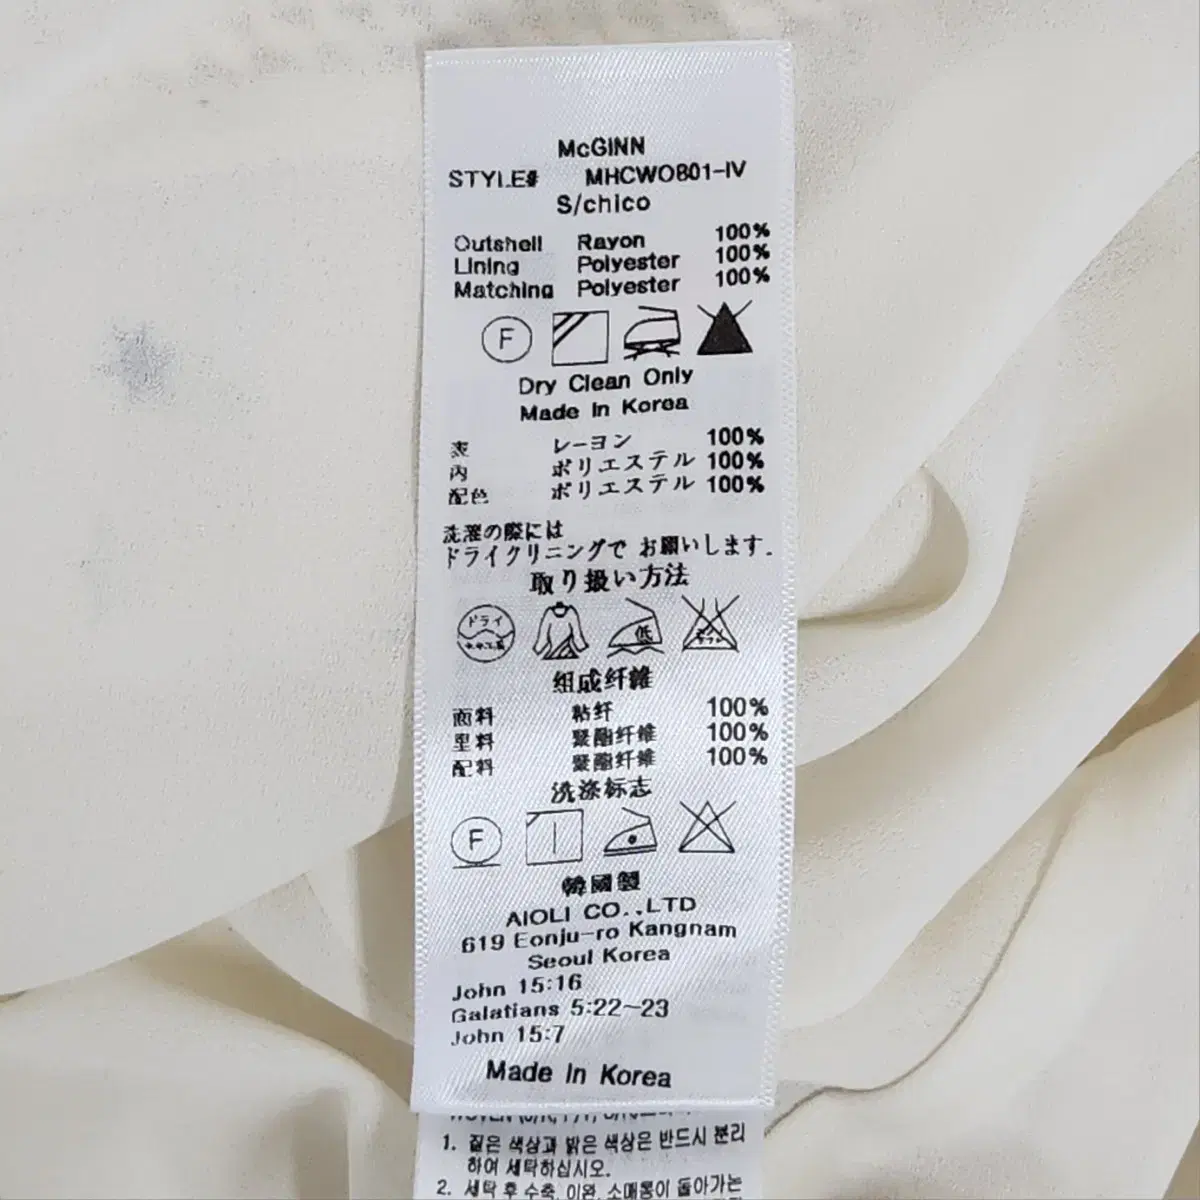 McGINN
STYLE# MHCWOB01-IV
S/chico
Outshell Rayon 100%
Lining Polyester 100%
Matching Polyester 100%
F
Dry Clean Only
Made In Korea
表 レーヨン 100%
内 ポリエステル 100%
配色 ポリエステル 100%
洗濯の際には
ドライクリニングで お願いします.
取り扱い方法
ドライ 低
组成纤維
面料 粘纤 100%
里料 聚酯纤维 100%
配料 聚酯纤维 100%
洗涤标志
F
韓國製
AIOLI CO.,LTD
619 Eonju-ro Kangnam
Seoul Korea
John 15:16
Galatians 5:22~23
John 15:7
Made In Korea
1. 짙은 색상과 밝은 색상은 반드시 분리
하여 세탁하십시오.
2. 세탁 후 수축, 이완, 소매통이 돌아가는